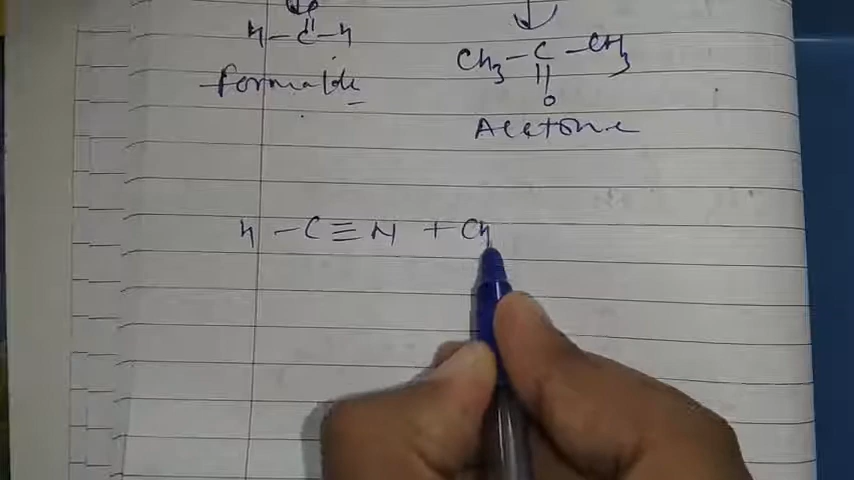 O
||
H-C-H
CH3-C-CH3
||
O
Formalde
Acetone
H-C≡N + CH